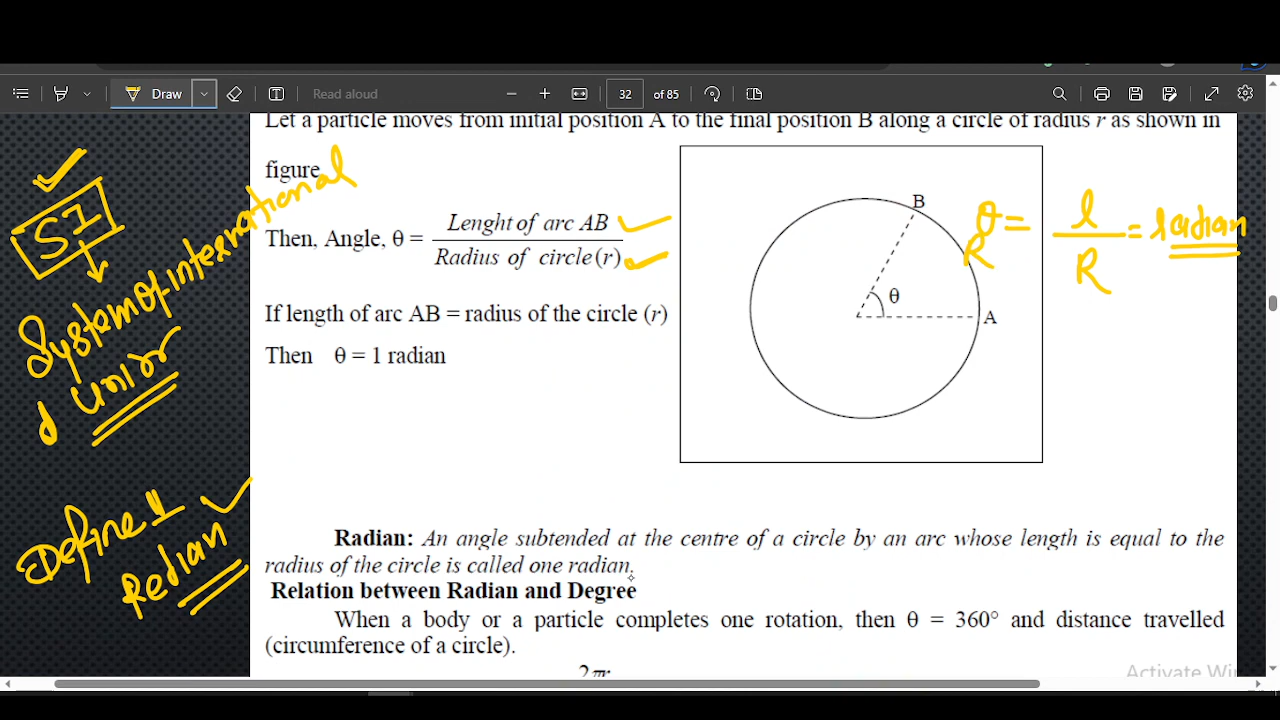 Draw
Read aloud
32 of 85
Let a particle moves from initial position A to the final position B along a circle of radius r as shown in
figure
Then, Angle, θ = Lenght of arc AB
Radius of circle (r)
If length of arc AB = radius of the circle (r)
Then θ = 1 radian
B
θ
A
R
θ = l / R = radian
SI
System of international
d unior
Define 1
Redian
Radian: An angle subtended at the centre of a circle by an arc whose length is equal to the
radius of the circle is called one radian.
Relation between Radian and Degree
When a body or a particle completes one rotation, then θ = 360° and distance travelled
(circumference of a circle).
2πr
Activate Wi